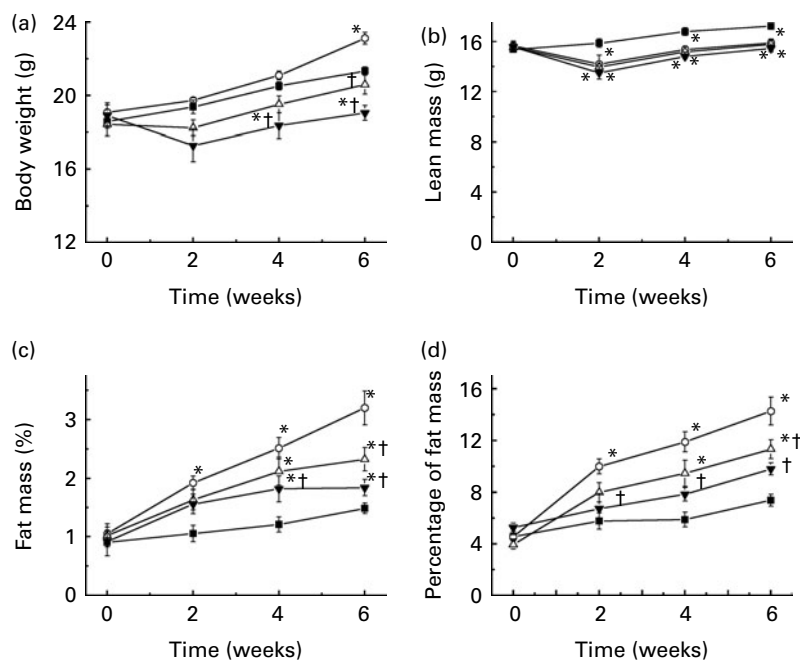 (a)
24
20
16
12
Body weight (g)
0 2 4 6
Time (weeks)
*
†
*†
*†
(b)
16
12
8
4
0
Lean mass (g)
0 2 4 6
Time (weeks)
*
*
*
*
*
*
*
*
*
(c)
3
2
1
0
Fat mass (%)
0 2 4 6
Time (weeks)
*
*
*
*†
*
*†
*†
(d)
16
12
8
4
0
Percentage of fat mass
0 2 4 6
Time (weeks)
*
*
*
*†
*
†
†
†